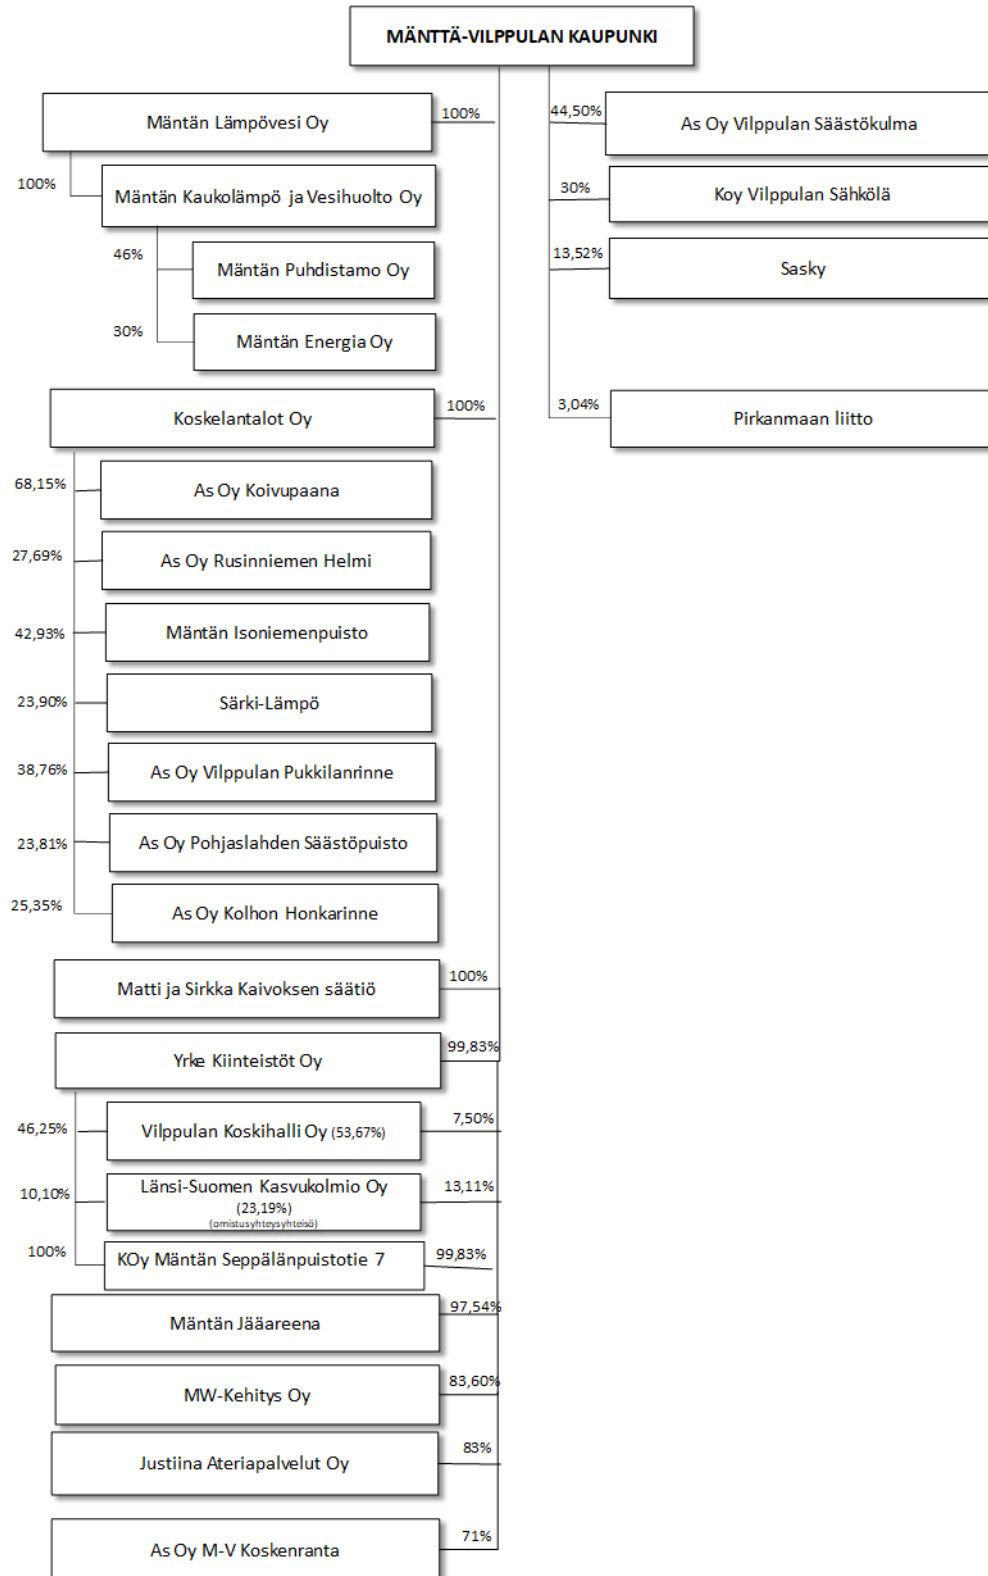 MÄNTTÄ-VILPPULAN KAUPUNKI
Mäntän Lämpövesi Oy
100%
100%
Mäntän Kaukolämpö ja Vesihuolto Oy
46%
Mäntän Puhdistamo Oy
30%
Mäntän Energia Oy
Koskelantalot Oy
100%
68,15%
As Oy Koivupaana
27,69%
As Oy Rusinniemen Helmi
42,93%
Mäntän Isoniemenpuisto
23,90%
Särki-Lämpö
38,76%
As Oy Vilppulan Pukkilanrinne
23,81%
As Oy Pohjaslahden Säästöpuisto
25,35%
As Oy Kolhon Honkarinne
Matti ja Sirkka Kaivoksen säätiö
100%
Yrke Kiinteistöt Oy
99,83%
46,25%
Vilppulan Koskihalli Oy (53,67%)
7,50%
10,10%
Länsi-Suomen Kasvukolmio Oy
(23,19%)
(omistusyhteysyhteisö)
13,11%
100%
KOy Mäntän Seppälänpuistotie 7
99,83%
Mäntän Jääareena
97,54%
MW-Kehitys Oy
83,60%
Justiina Ateriapalvelut Oy
83%
As Oy M-V Koskenranta
71%
44,50%
As Oy Vilppulan Säästökulma
30%
Koy Vilppulan Sähkölä
13,52%
Sasky
3,04%
Pirkanmaan liitto